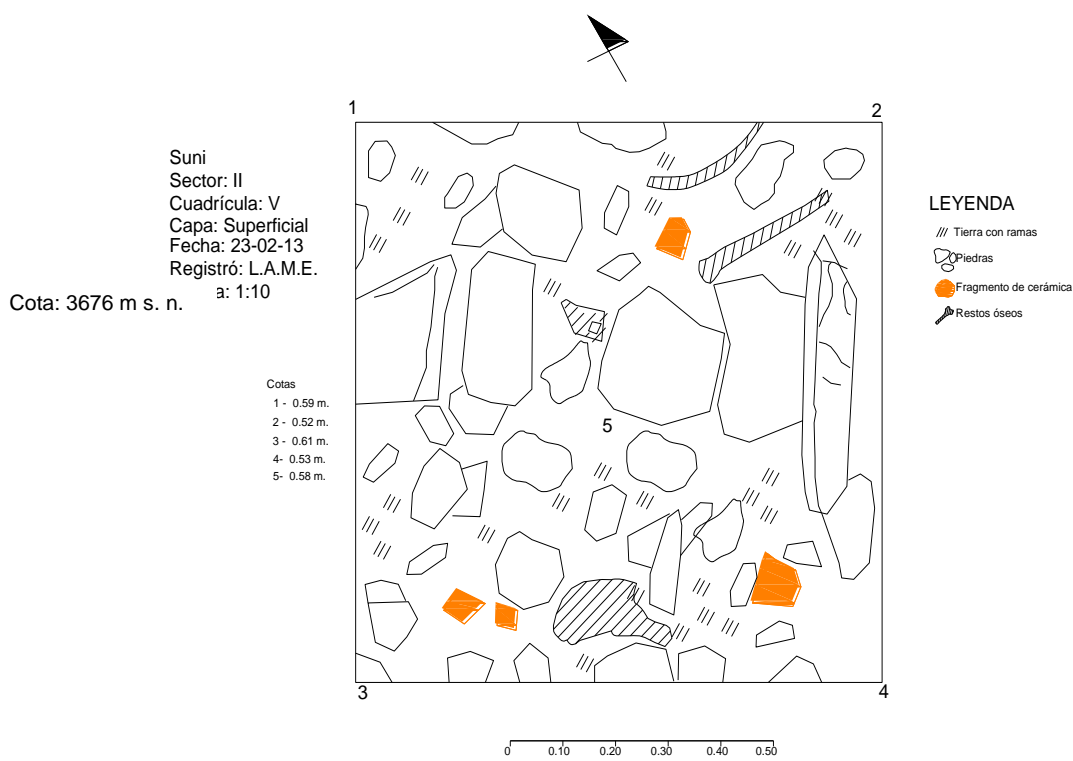 1
2
Suni
Sector: II
Cuadrícula: V
Capa: Superficial
Fecha: 23-02-13
Registró: L.A.M.E.
a: 1:10
Cota: 3676 m s. n.
LEYENDA
Tierra con ramas
Piedras
Fragmento de cerámica
Restos óseos
Cotas
1 - 0.59 m.
2 - 0.52 m.
3 - 0.61 m.
4- 0.53 m.
5- 0.58 m.
5
3
4
0 0.10 0.20 0.30 0.40 0.50